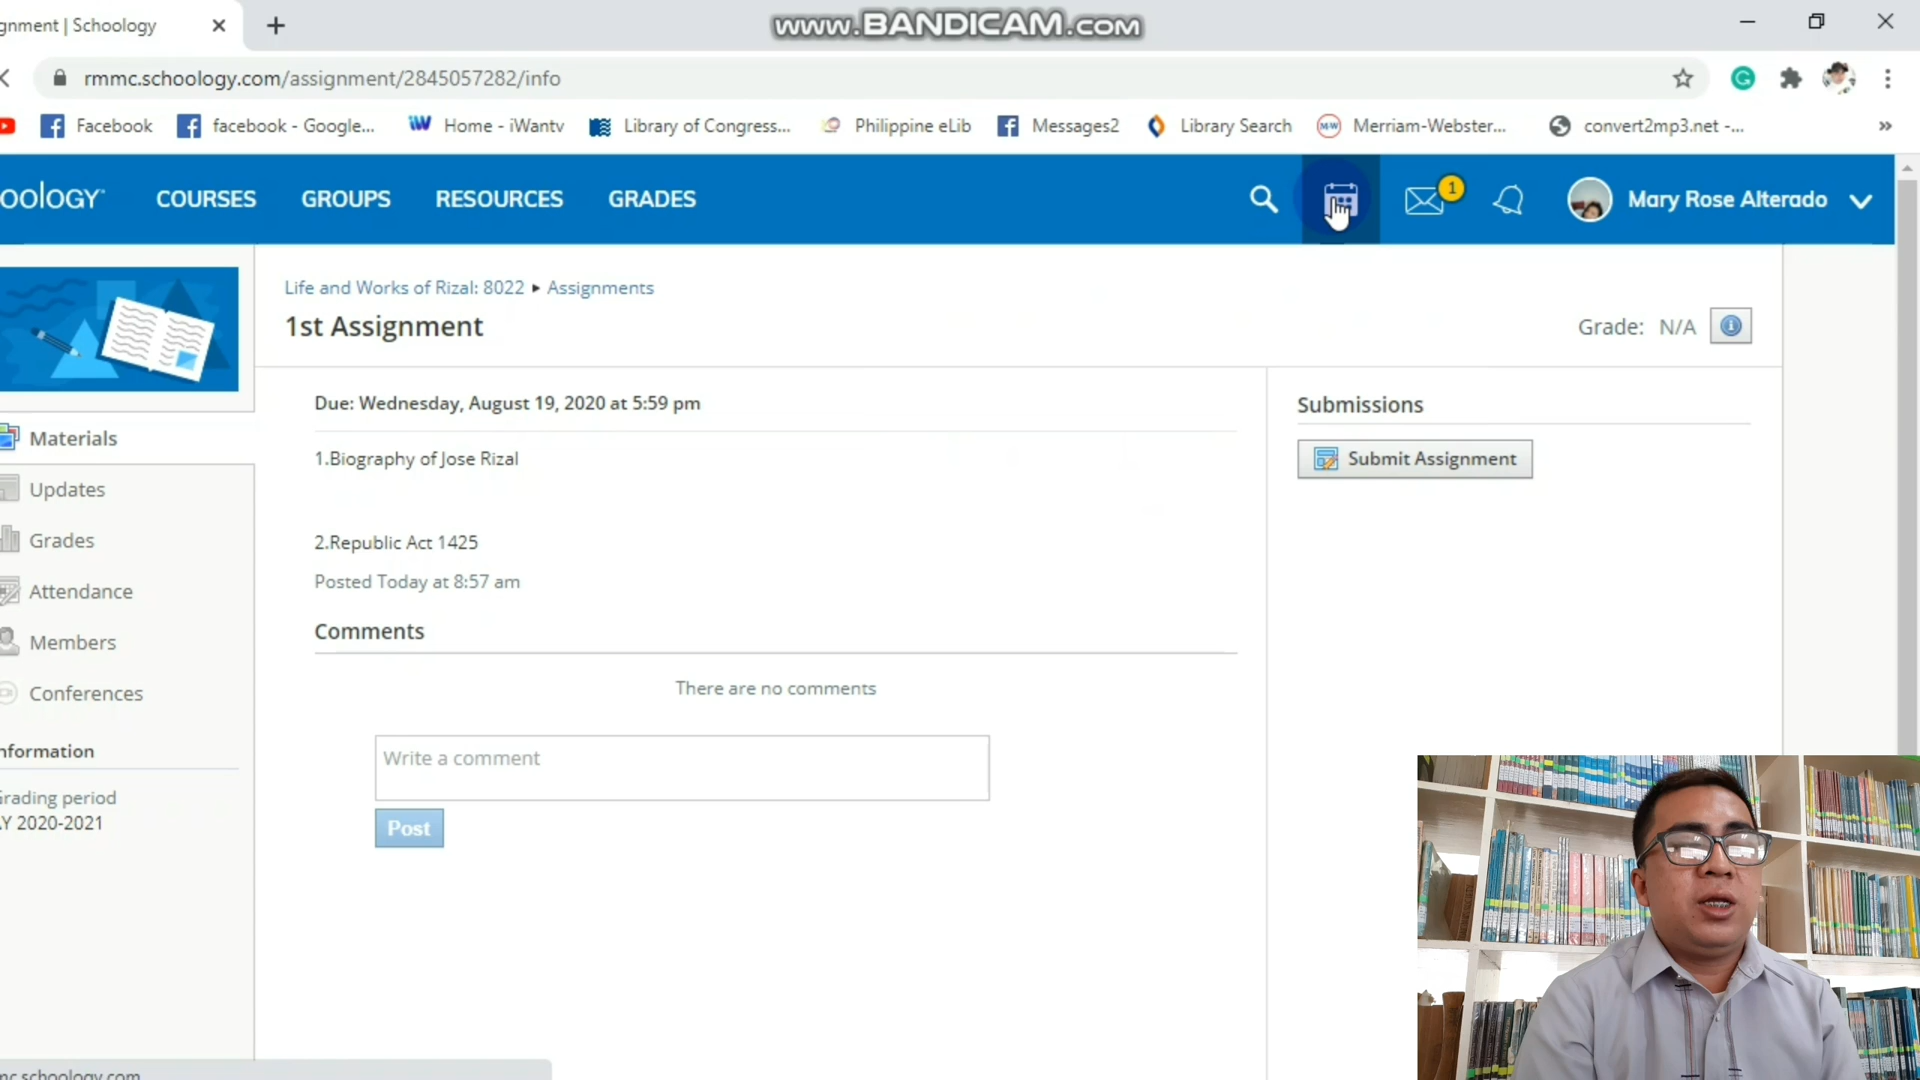 gnment | Schoology
www.BANDICAM.com
rmmc.schoology.com/assignment/2845057282/info
Facebook
facebook - Google...
Home - iWantv
Library of Congress...
Philippine eLib
Messages2
Library Search
Merriam-Webster...
convert2mp3.net -...
oology
COURSES
GROUPS
RESOURCES
GRADES
1
Mary Rose Alterado
Life and Works of Rizal: 8022 ▸ Assignments
1st Assignment
Grade: N/A
Due: Wednesday, August 19, 2020 at 5:59 pm
1.Biography of Jose Rizal
2.Republic Act 1425
Posted Today at 8:57 am
Comments
There are no comments
Write a comment
Post
Submissions
Submit Assignment
Materials
Updates
Grades
Attendance
Members
Conferences
nformation
Grading period
AY 2020-2021
mc.schoology.com